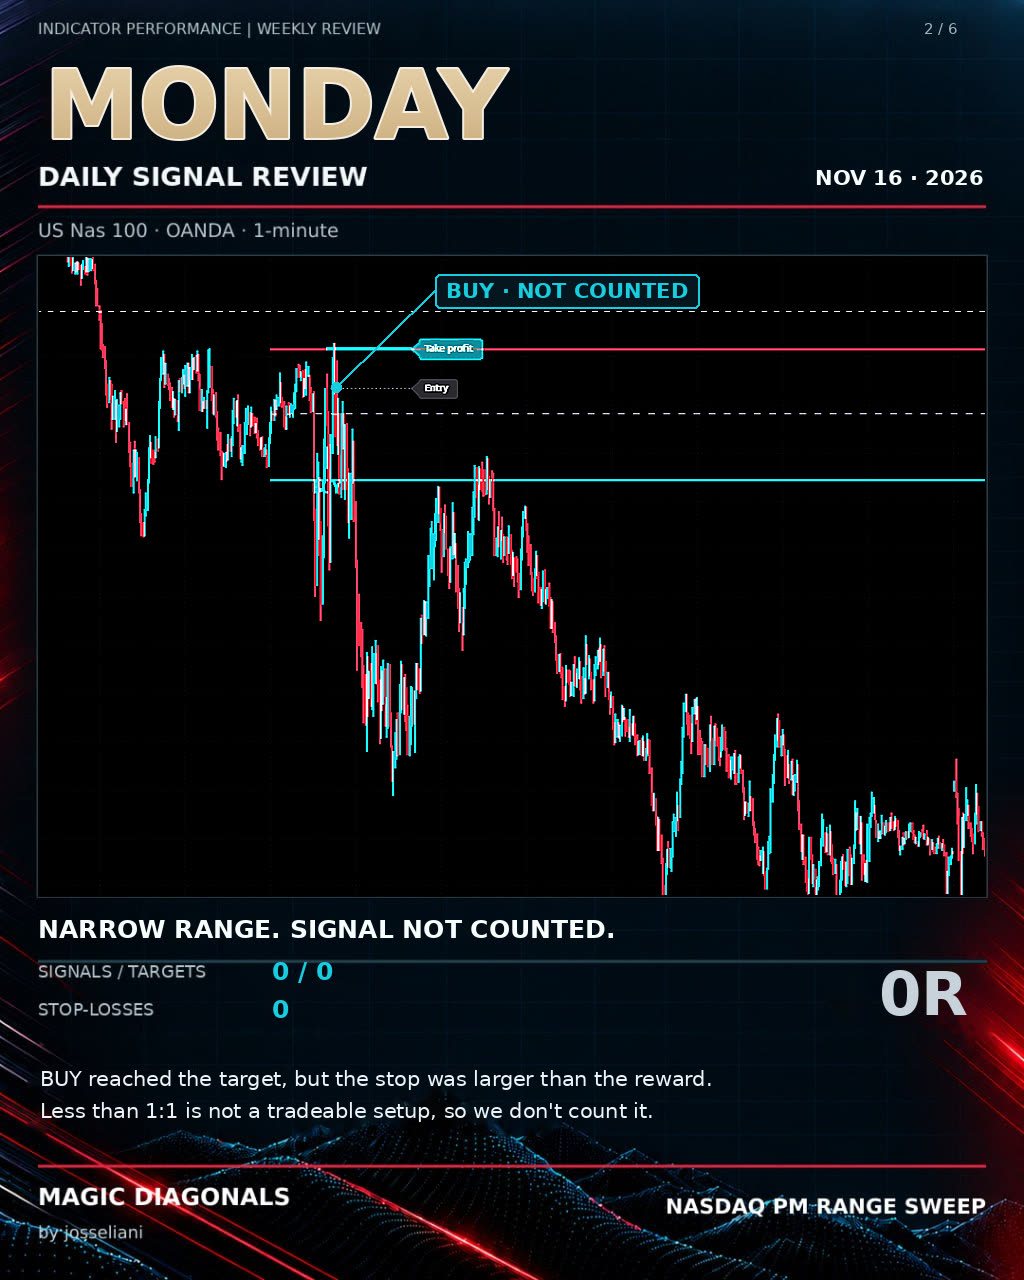 INDICATOR PERFORMANCE | WEEKLY REVIEW
2 / 6
MONDAY
DAILY SIGNAL REVIEW
NOV 16 · 2026
US Nas 100 · OANDA · 1-minute
BUY · NOT COUNTED
Take profit
Entry
NARROW RANGE. SIGNAL NOT COUNTED.
SIGNALS / TARGETS 0 / 0
0R
STOP-LOSSES 0
BUY reached the target, but the stop was larger than the reward.
Less than 1:1 is not a tradeable setup, so we don't count it.
MAGIC DIAGONALS
NASDAQ PM RANGE SWEEP
by josseliani